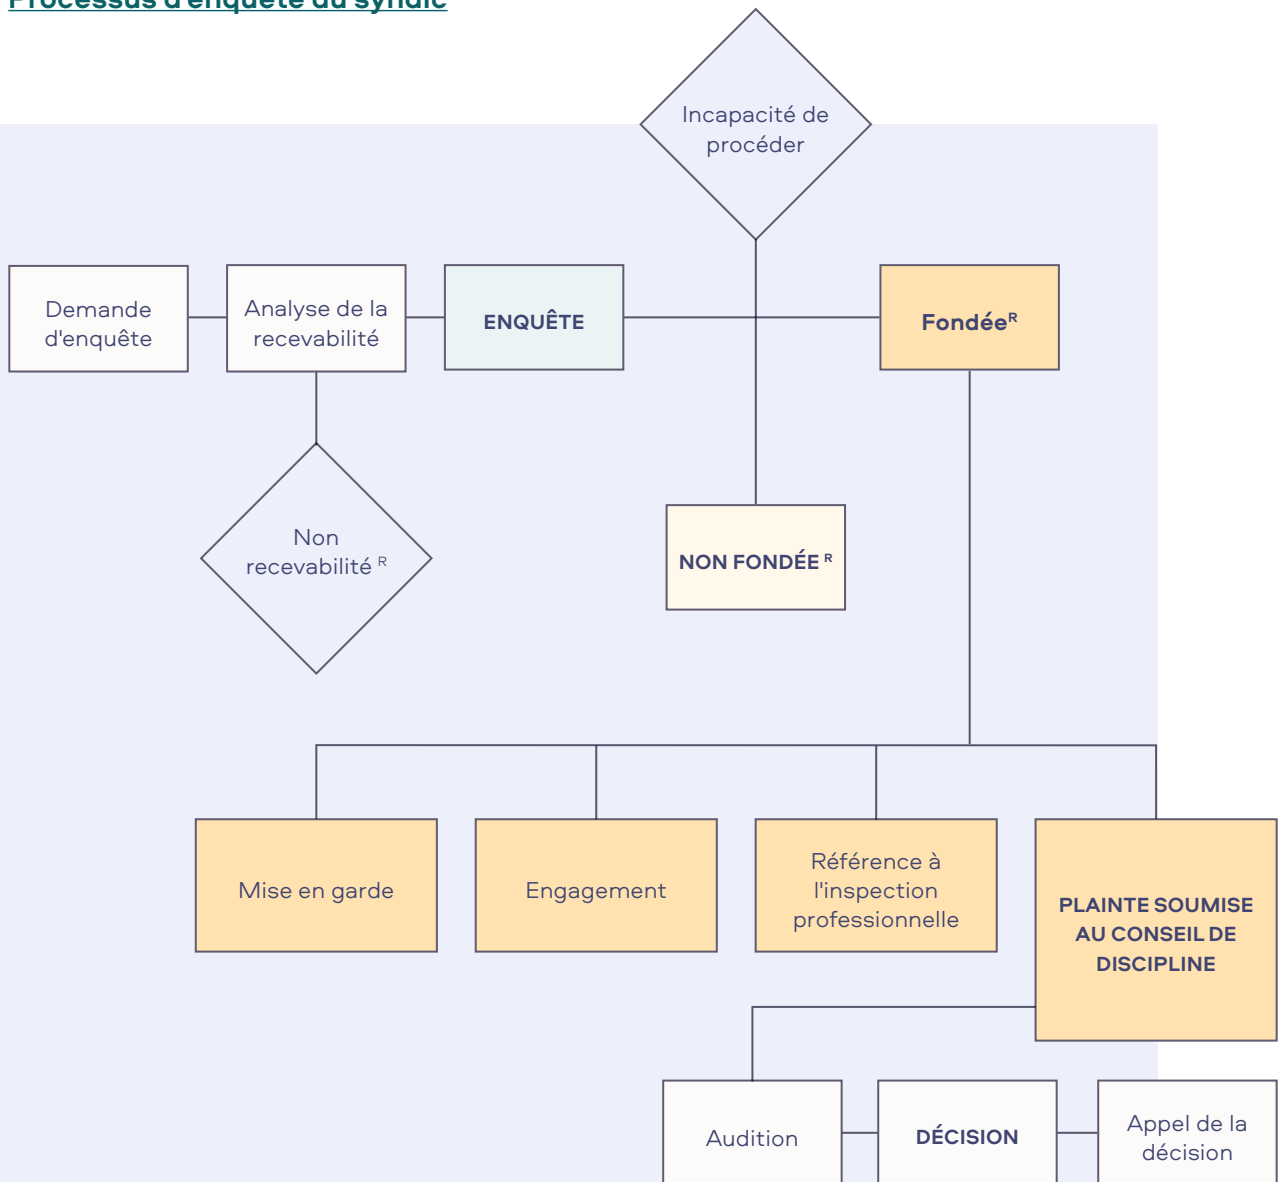 Processus d'enquête du syndic
Incapacité de
procéder
Demande
d'enquête
Analyse de la
recevabilité
ENQUÊTE
Fondéeᴿ
Non
recevabilité ᴿ
NON FONDÉE ᴿ
Mise en garde
Engagement
Référence à
l'inspection
professionnelle
PLAINTE SOUMISE
AU CONSEIL DE
DISCIPLINE
Audition
DÉCISION
Appel de la
décision